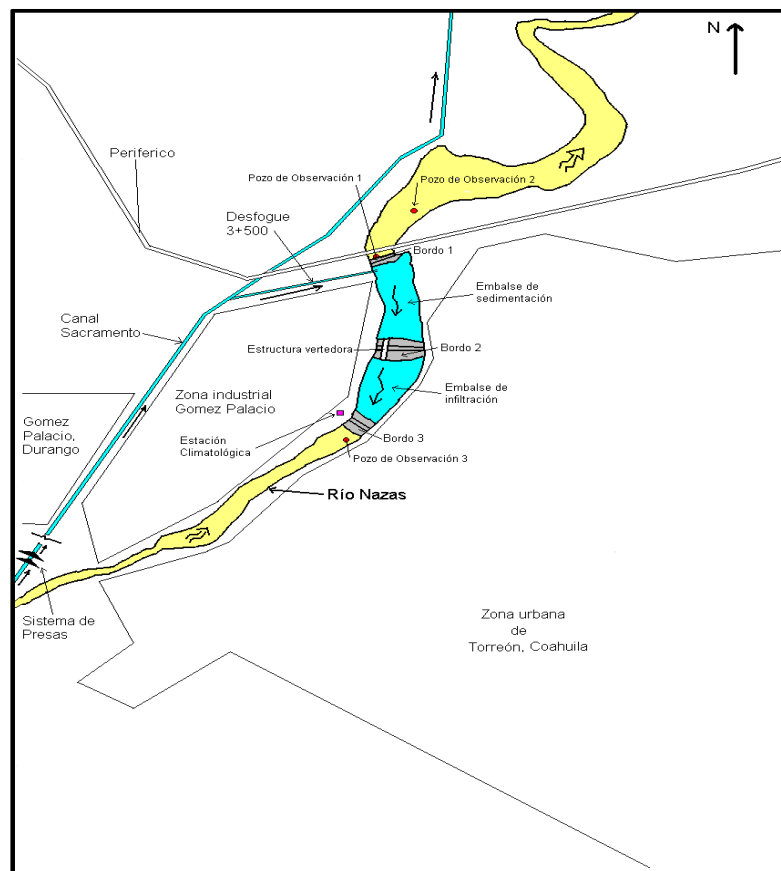 N
Periferico
Pozo de Observación 1
Pozo de Observación 2
Desfogue
3+500
Bordo 1
Embalse de
sedimentación
Canal
Sacramento
Estructura vertedora
Bordo 2
Zona industrial
Gomez Palacio
Embalse de
infiltración
Gomez
Palacio,
Durango
Estación
Climatológica
Bordo 3
Pozo de Observación 3
Río Nazas
Sistema de
Presas
Zona urbana
de
Torreón, Coahuila